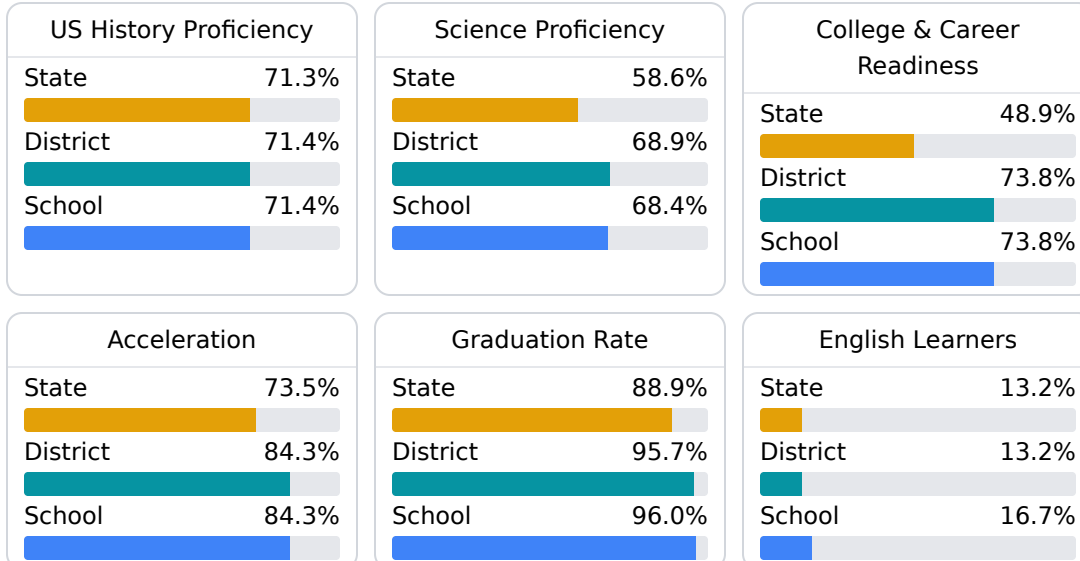 US History Proficiency
State 71.3%
District 71.4%
School 71.4%
Science Proficiency
State 58.6%
District 68.9%
School 68.4%
College & Career
Readiness
State 48.9%
District 73.8%
School 73.8%
Acceleration
State 73.5%
District 84.3%
School 84.3%
Graduation Rate
State 88.9%
District 95.7%
School 96.0%
English Learners
State 13.2%
District 13.2%
School 16.7%